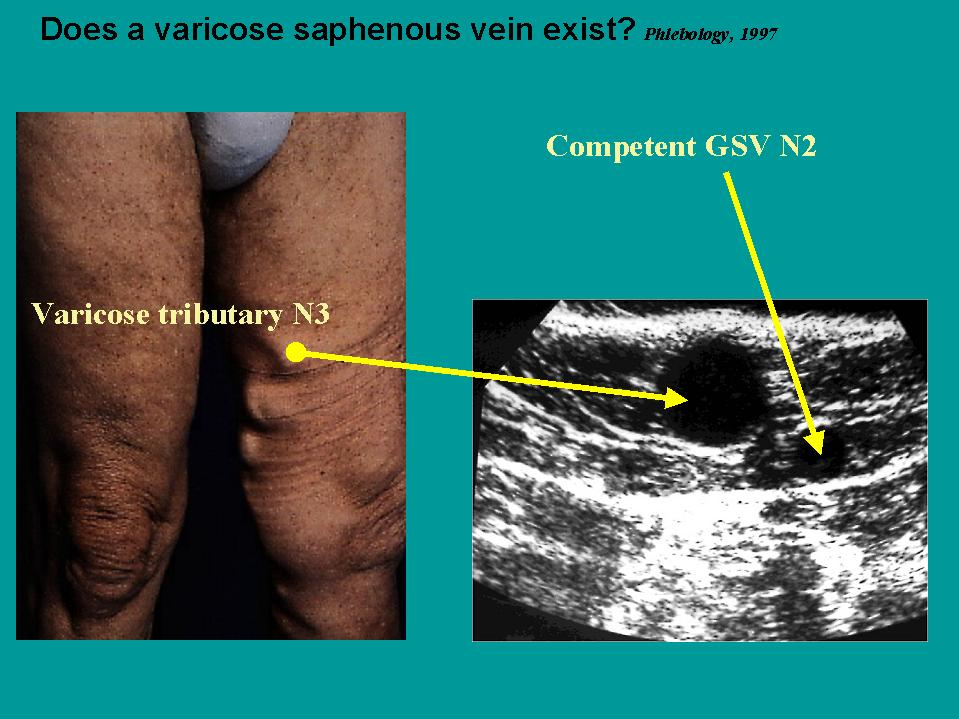 Does a varicose saphenous vein exist? Phlebology, 1997
Competent GSV N2
Varicose tributary N3